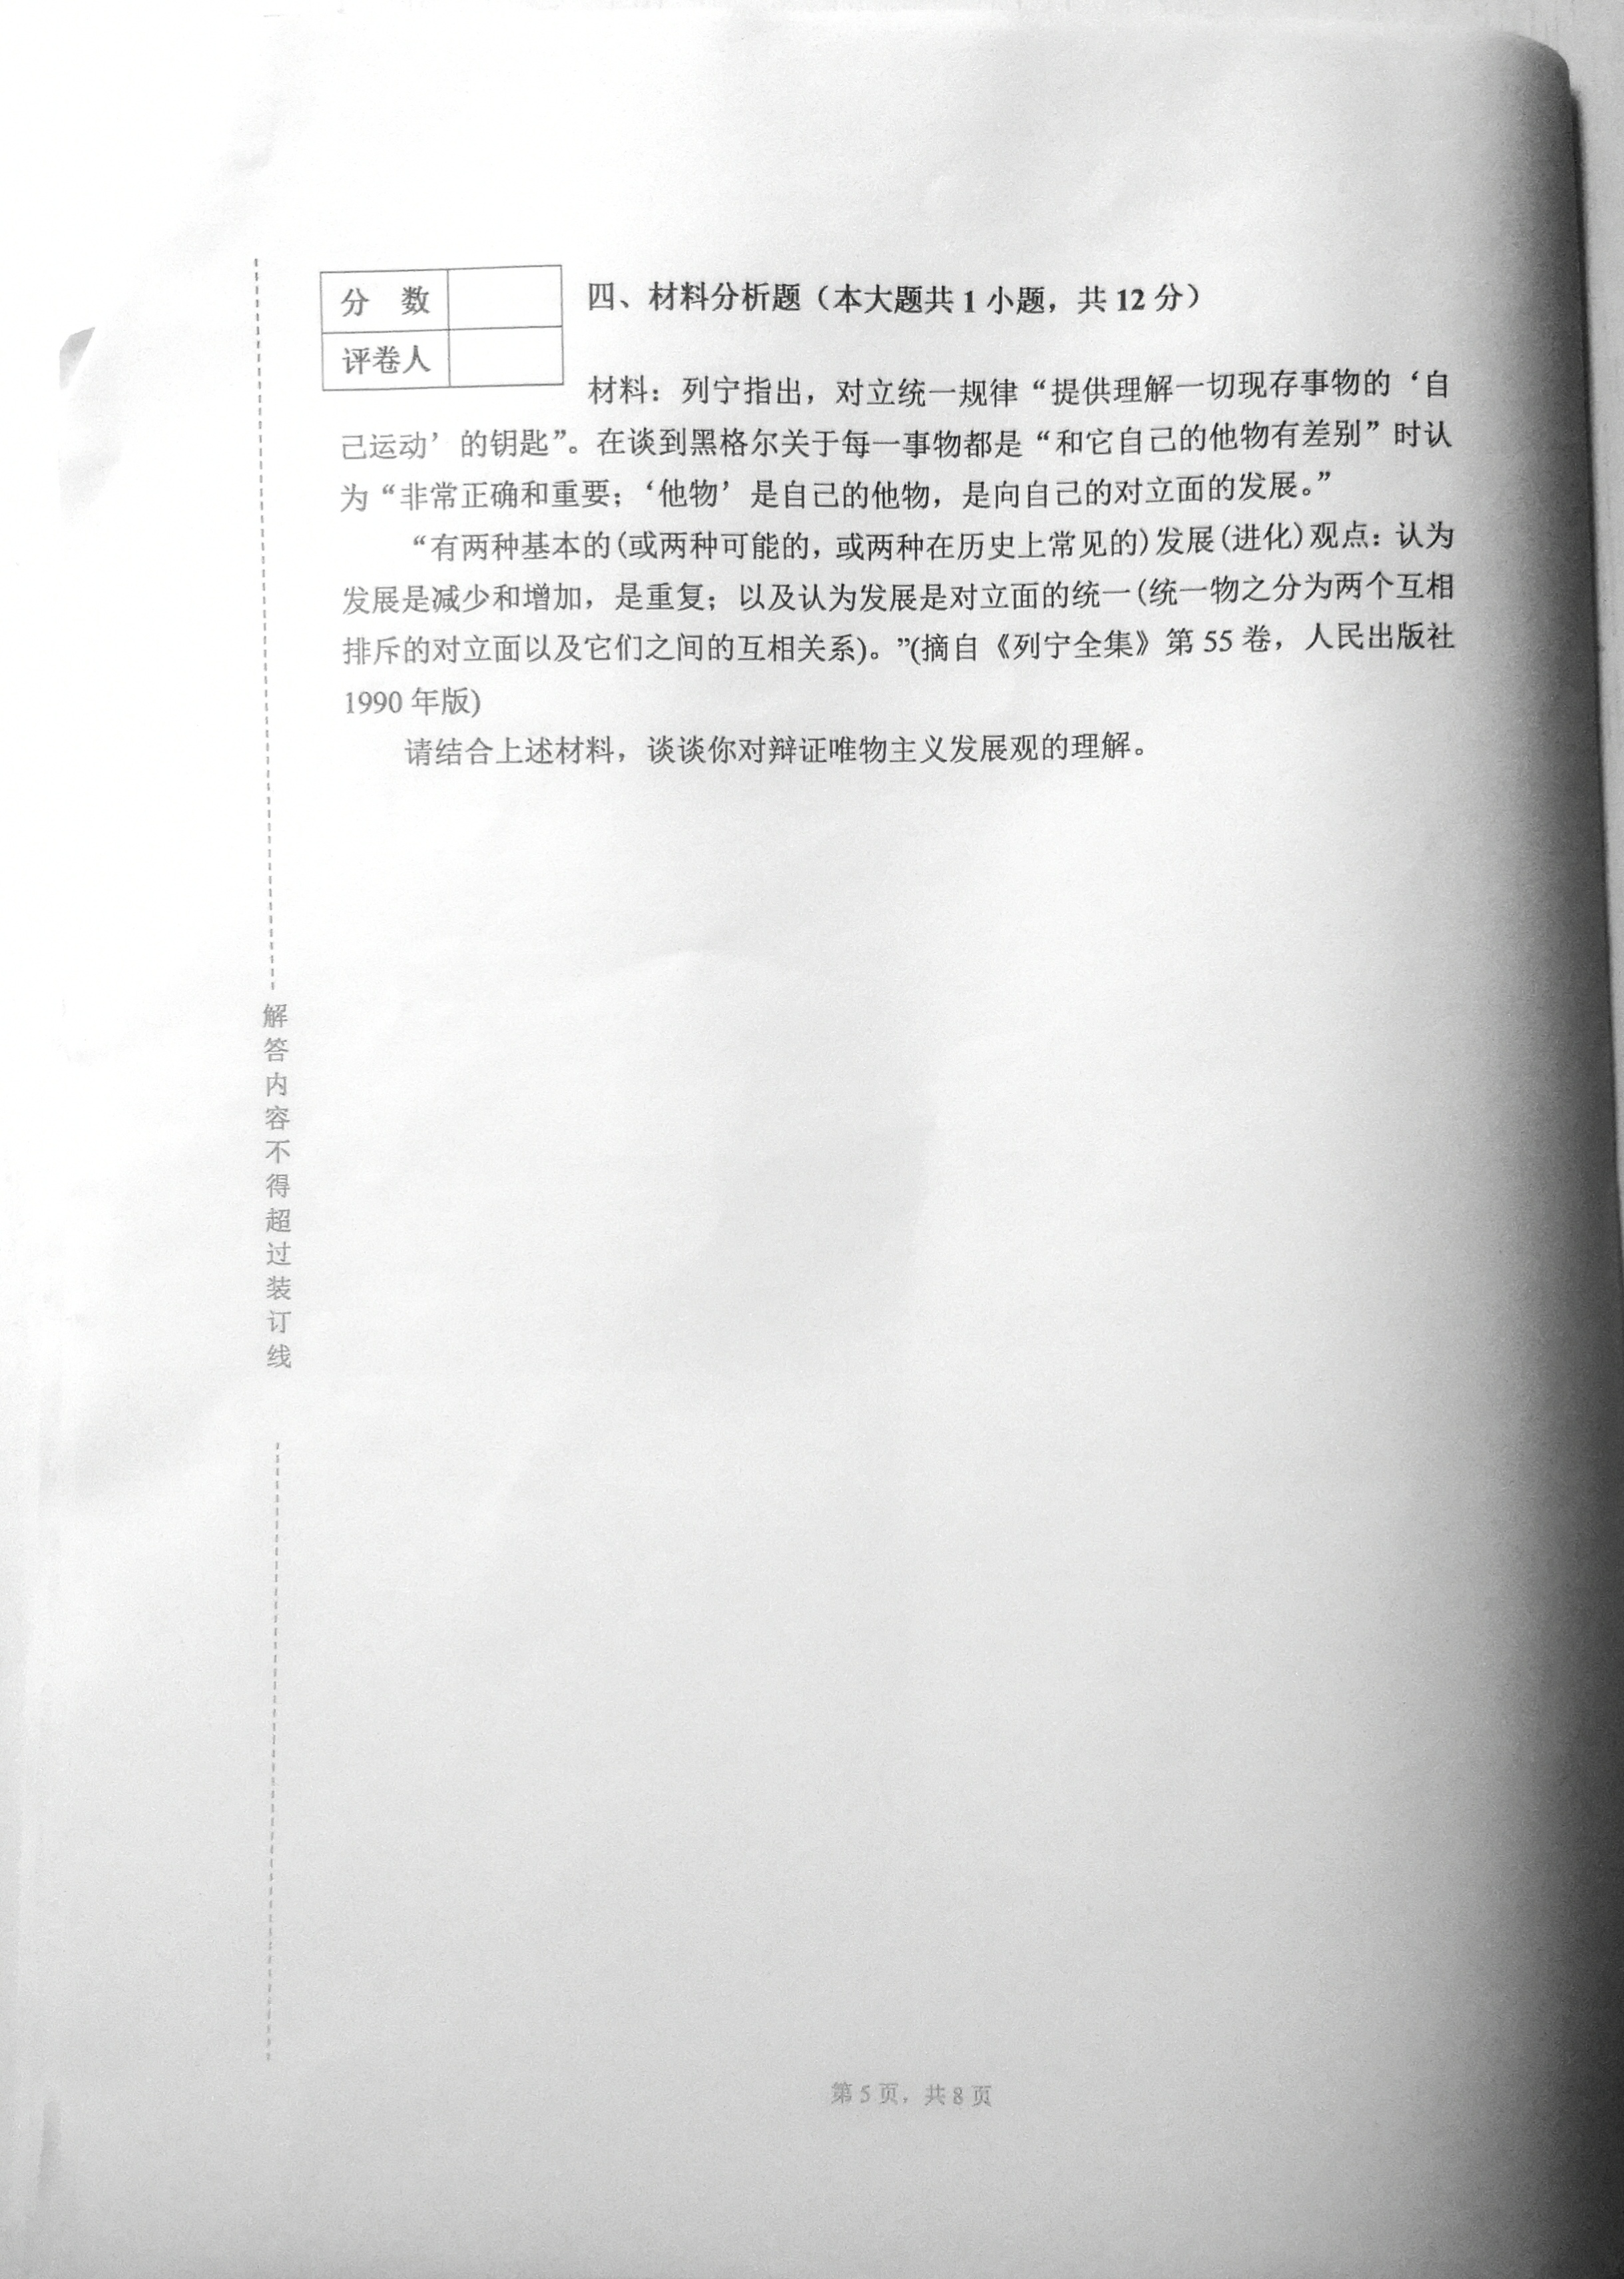 分 数
评卷人
四、材料分析题（本大题共 1 小题，共 12 分）
材料：列宁指出，对立统一规律“提供理解一切现存事物的‘自
己运动’的钥匙”。在谈到黑格尔关于每一事物都是“和它自己的他物有差别”时认
为“非常正确和重要；‘他物’是自己的他物，是向自己的对立面的发展。”
“有两种基本的(或两种可能的，或两种在历史上常见的)发展(进化)观点：认为
发展是减少和增加，是重复；以及认为发展是对立面的统一(统一物之分为两个互相
排斥的对立面以及它们之间的互相关系)。”(摘自《列宁全集》第 55 卷，人民出版社
1990 年版)
请结合上述材料，谈谈你对辩证唯物主义发展观的理解。
解答内容不得超过装订线
第 5 页，共 8 页